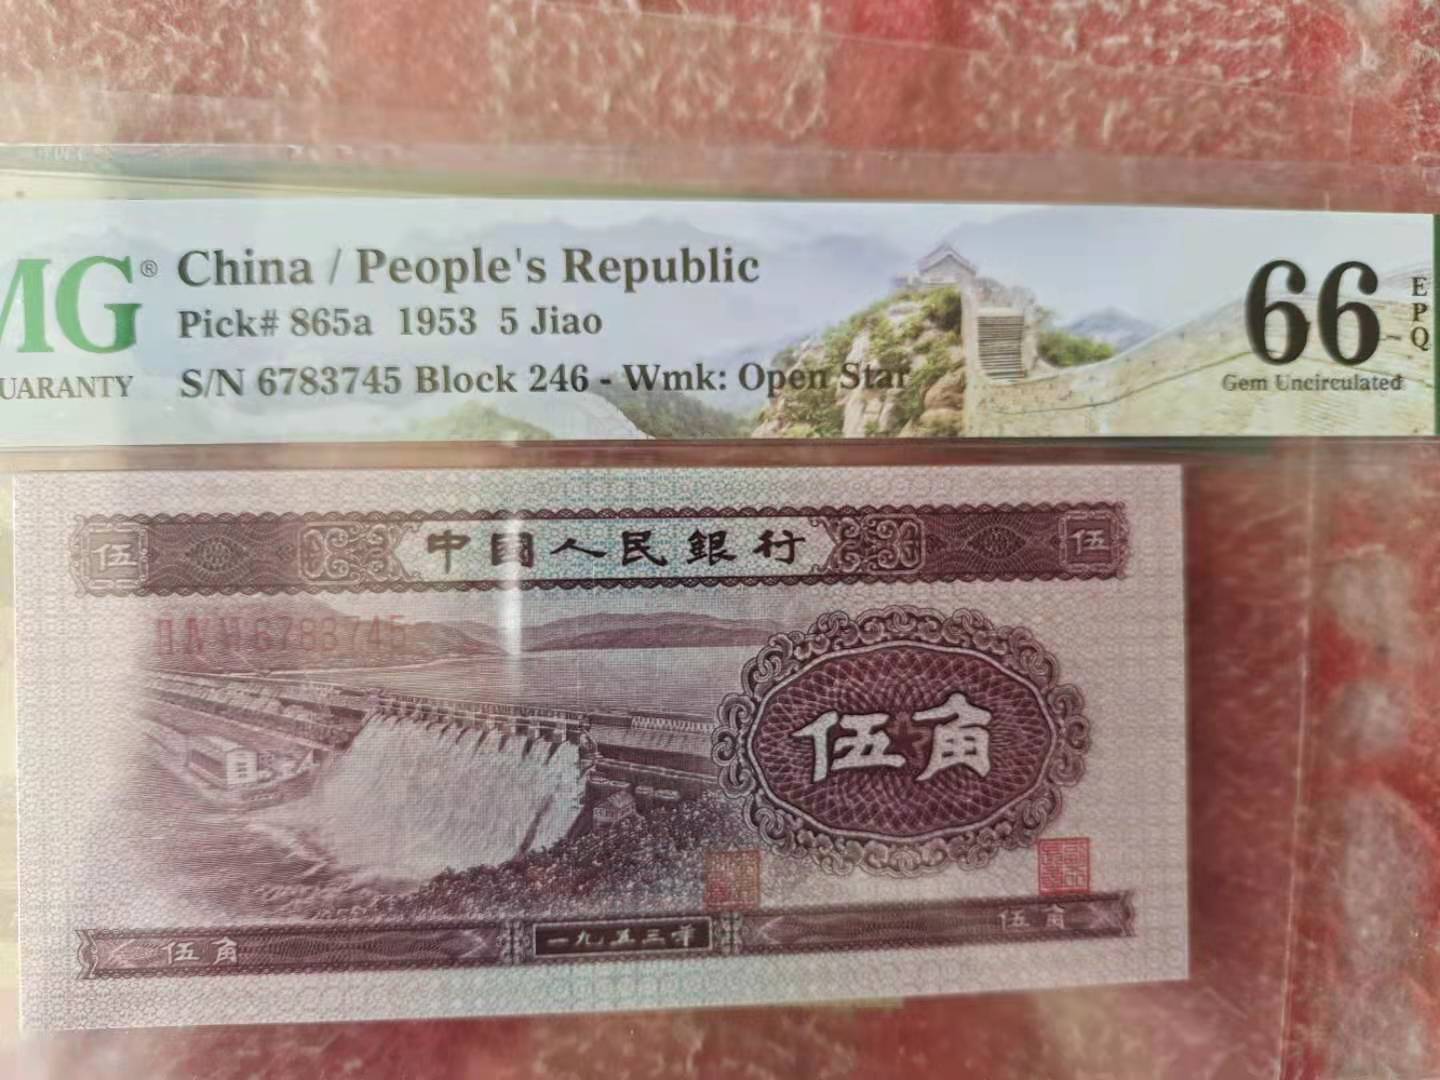 MG® China / People's Republic
Pick# 865a 1953 5 Jiao
UARANTY S/N 6783745 Block 246 - Wmk: Open Star
66 EPQ
Gem Uncirculated
伍 中國人民銀行 伍
6783745
伍角
伍角 一九五三年 伍角